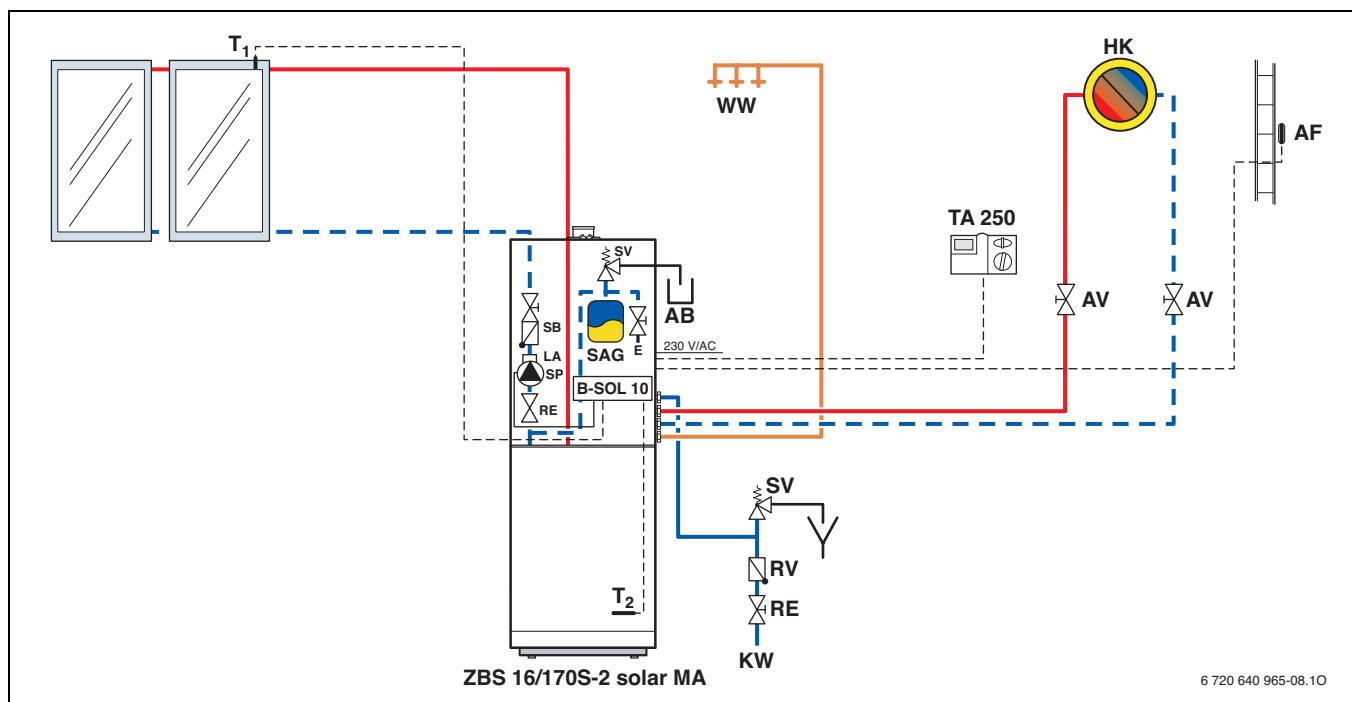 T1
HK
WW
AF
TA 250
SV
AV
AV
AB
SB
SAG
E
230 V/AC
LA
SP
B-SOL 10
RE
SV
RV
T2
RE
KW
ZBS 16/170S-2 solar MA
6 720 640 965-08.1O